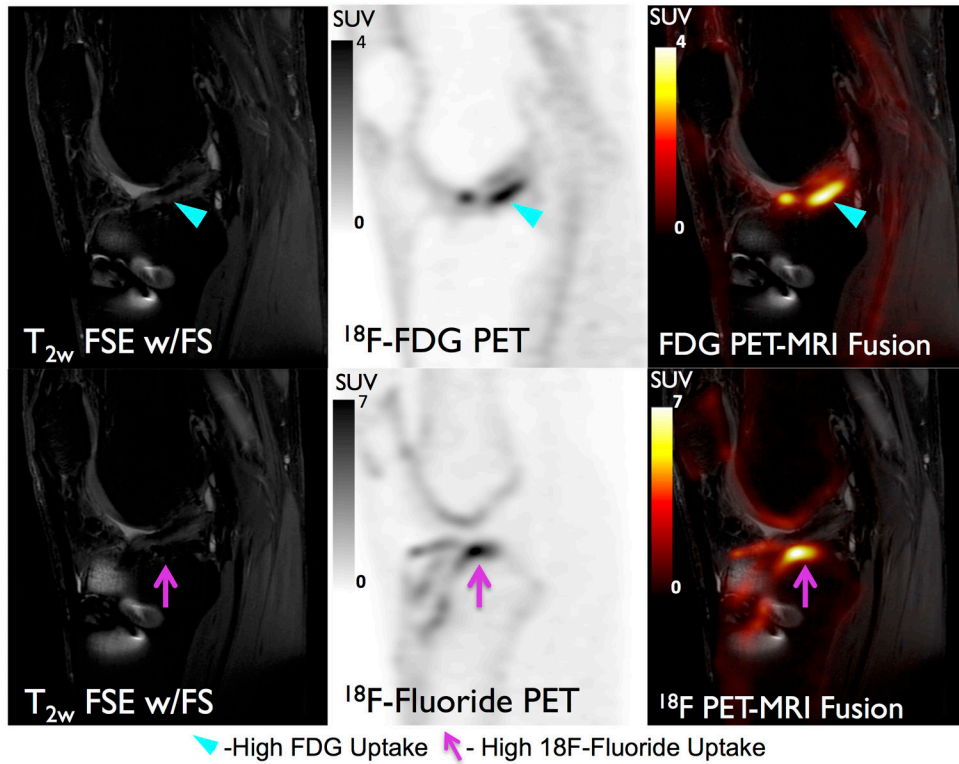 SUV
4
0
4
0
T2w FSE w/FS
18F-FDG PET
FDG PET-MRI Fusion
SUV
7
0
SUV
7
0
T2w FSE w/FS
18F-Fluoride PET
18F PET-MRI Fusion
-High FDG Uptake
- High 18F-Fluoride Uptake
SUV